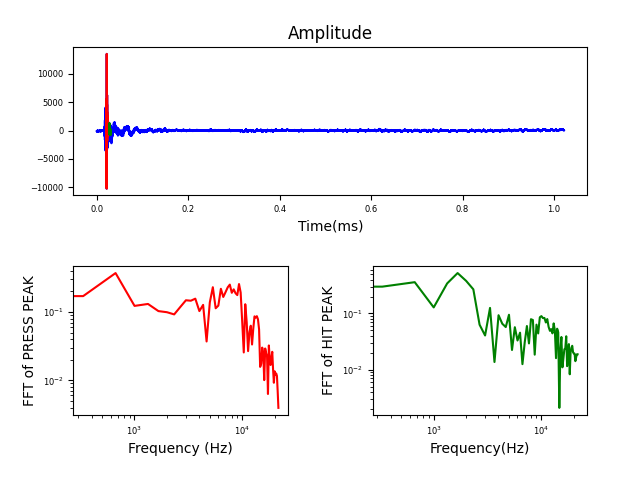 Amplitude
10000
5000
0
−5000
−10000
0.0 0.2 0.4 0.6 0.8 1.0
Time(ms)
FFT of PRESS PEAK
10⁻¹
10⁻²
10³ 10⁴
Frequency (Hz)
FFT of HIT PEAK
10⁻¹
10⁻²
10³ 10⁴
Frequency(Hz)